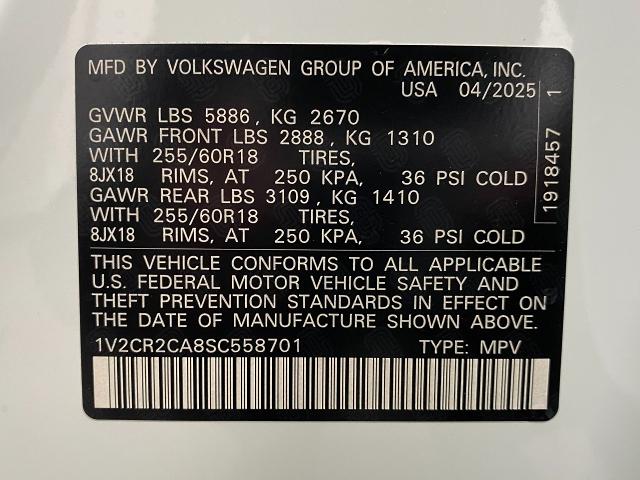 MFD BY VOLKSWAGEN GROUP OF AMERICA, INC.
USA 04/2025
GVWR LBS 5886, KG 2670
GAWR FRONT LBS 2888, KG 1310
WITH 255/60R18 TIRES,
8JX18 RIMS, AT 250 KPA, 36 PSI COLD
GAWR REAR LBS 3109, KG 1410
WITH 255/60R18 TIRES,
8JX18 RIMS, AT 250 KPA, 36 PSI COLD
THIS VEHICLE CONFORMS TO ALL APPLICABLE
U.S. FEDERAL MOTOR VEHICLE SAFETY AND
THEFT PREVENTION STANDARDS IN EFFECT ON
THE DATE OF MANUFACTURE SHOWN ABOVE.
1V2CR2CA8SC558701 TYPE: MPV
1918457 1